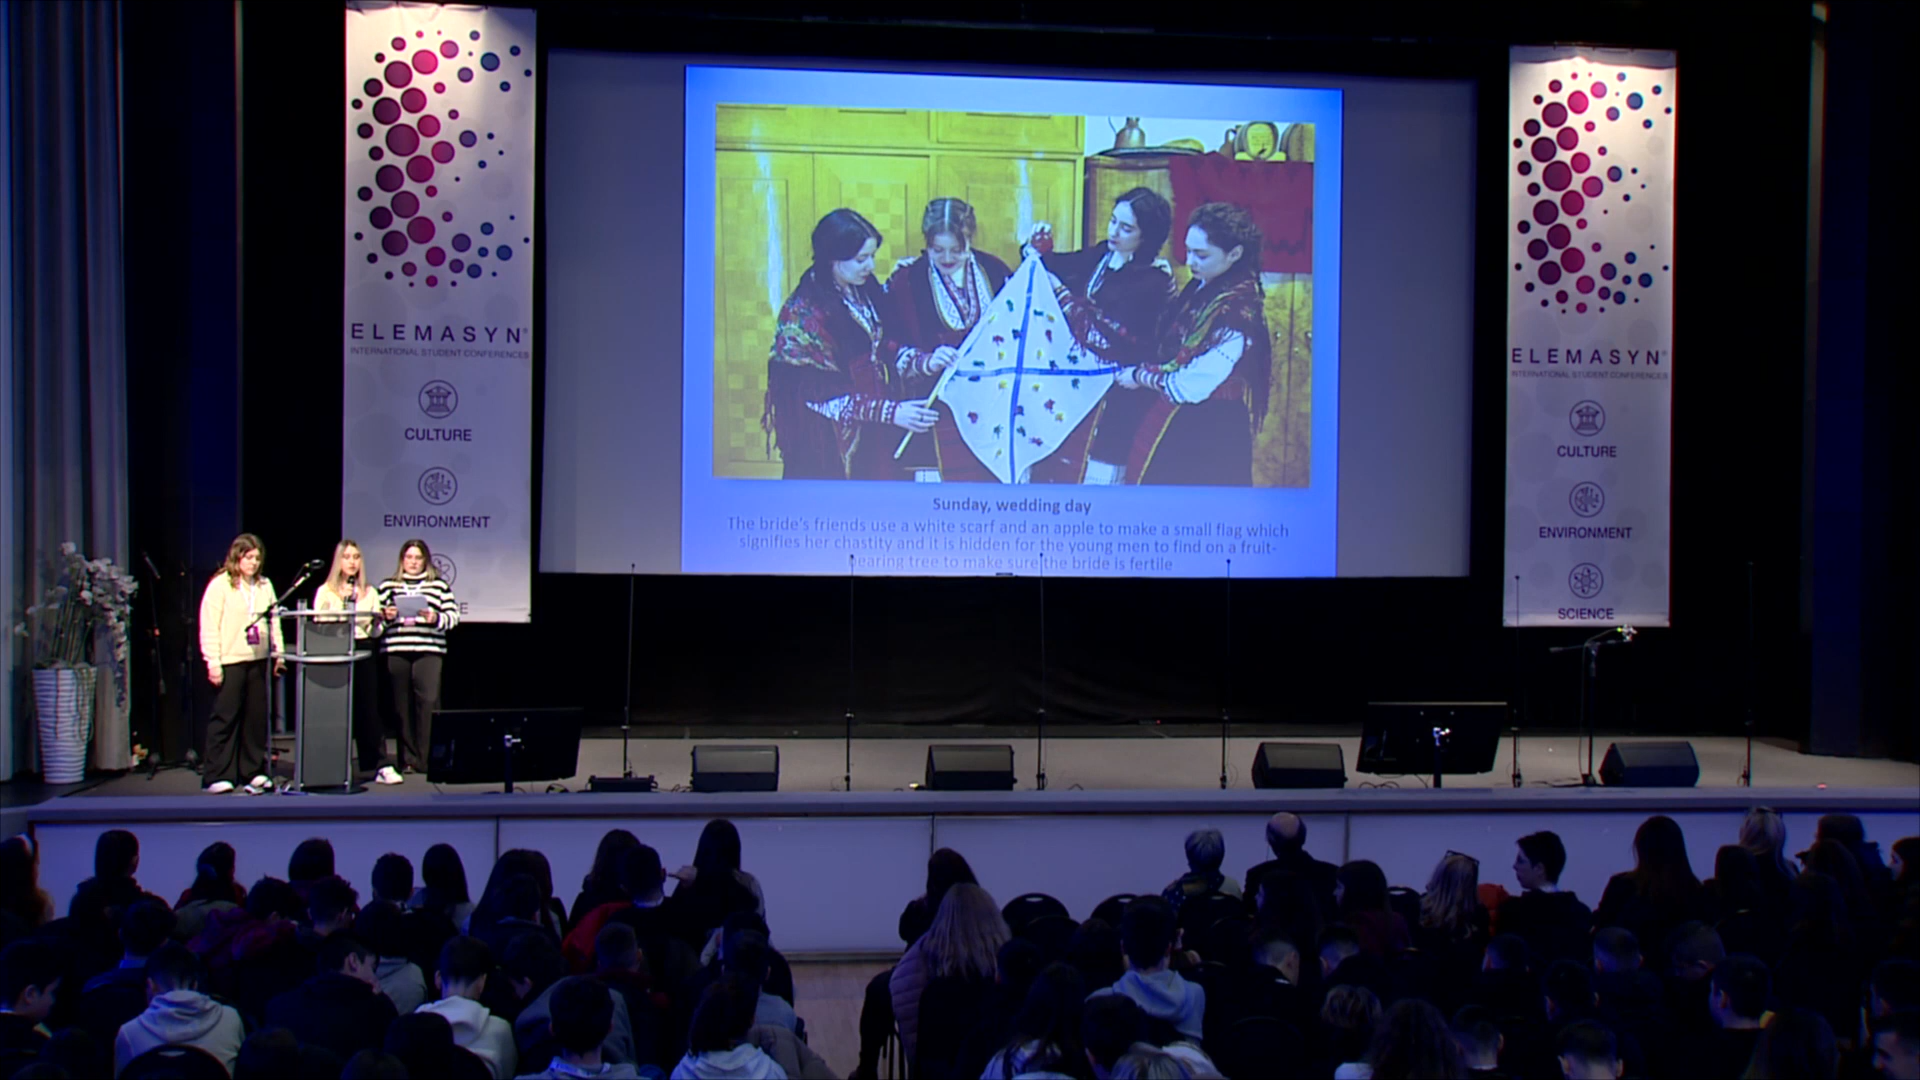 ELEMASYN®
INTERNATIONAL STUDENT CONFERENCES
CULTURE
ENVIRONMENT
E
Sunday, wedding day
The bride's friends use a white scarf and an apple to make a small flag which
signifies her chastity and it is hidden for the young men to find on a fruit-
bearing tree to make sure the bride is fertile
ELEMASYN®
INTERNATIONAL STUDENT CONFERENCES
CULTURE
ENVIRONMENT
SCIENCE